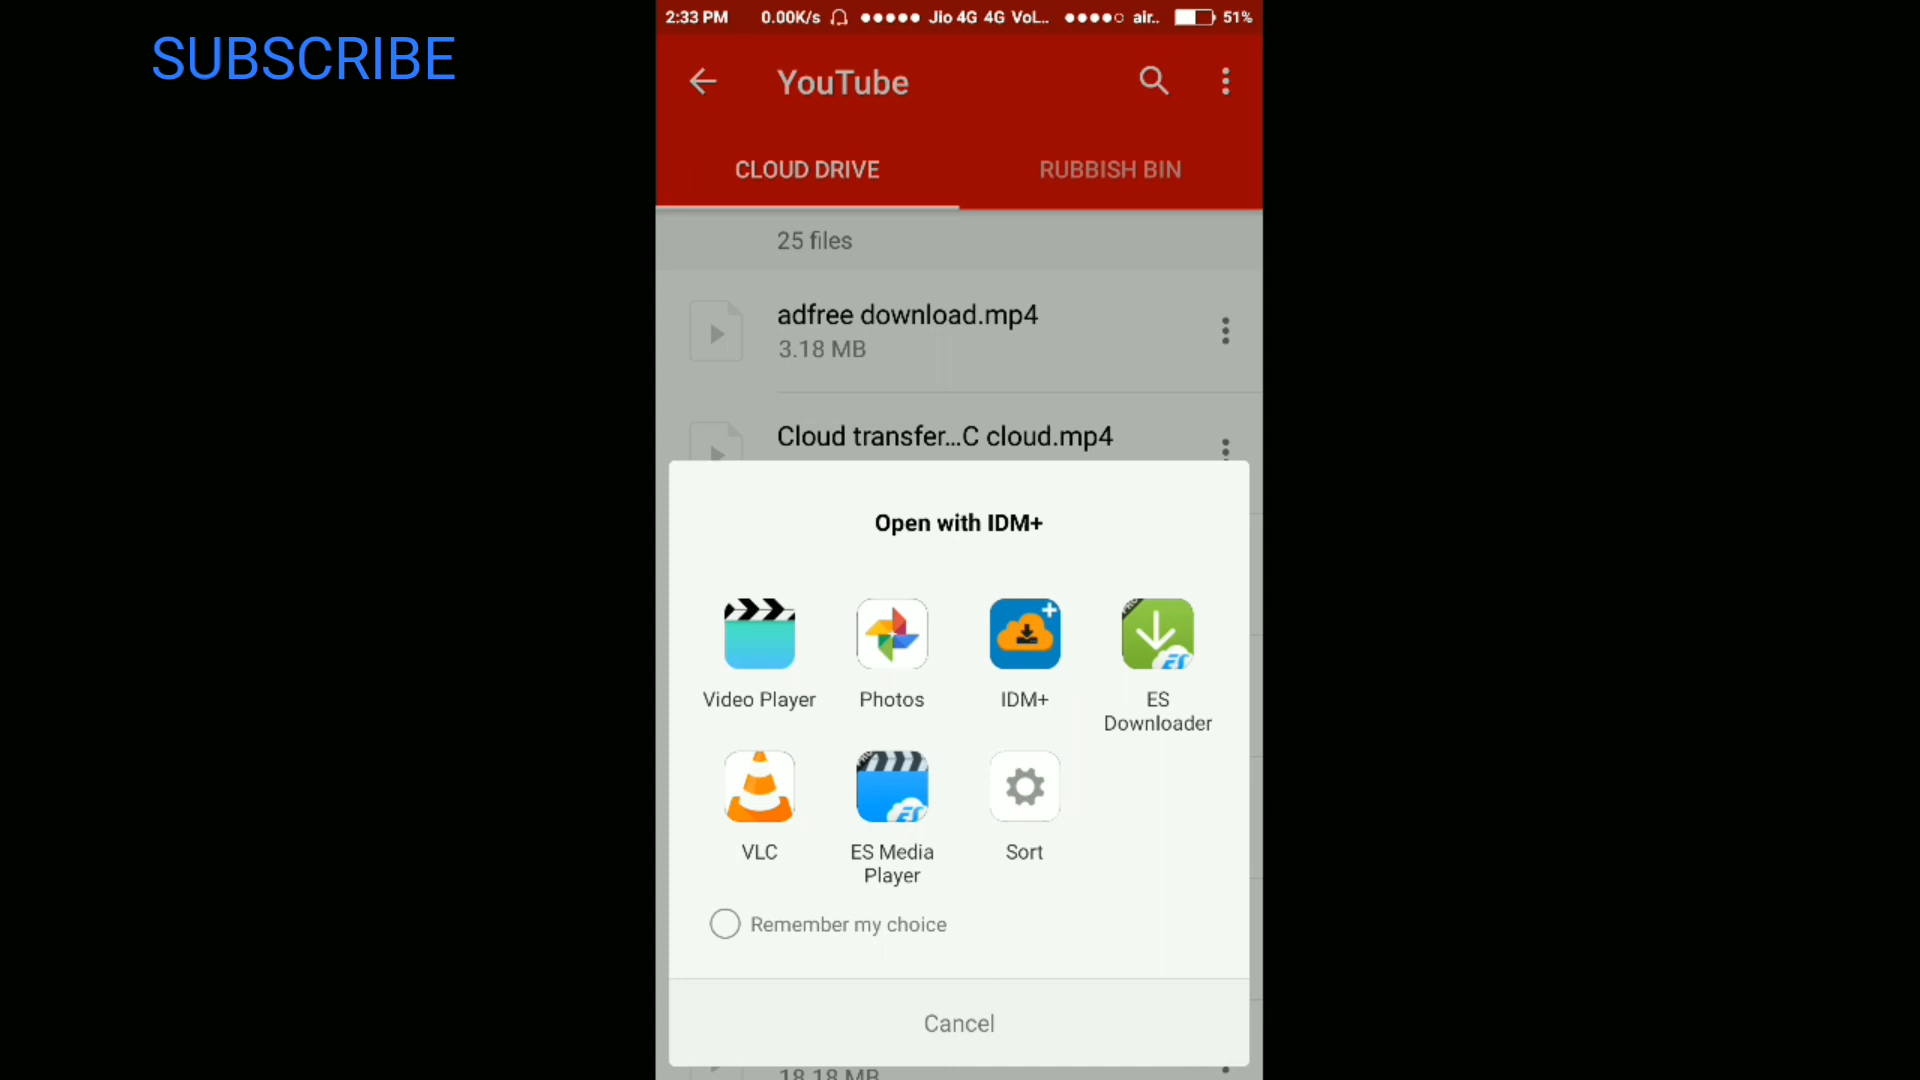 SUBSCRIBE
2:33 PM 0.00K/s Jio 4G 4G VoL... air.. 51%
YouTube
CLOUD DRIVE RUBBISH BIN
25 files
adfree download.mp4
3.18 MB
Cloud transfer...C cloud.mp4
Open with IDM+
Video Player Photos IDM+ ES Downloader
VLC ES Media Player Sort
Remember my choice
Cancel
18.18 MB